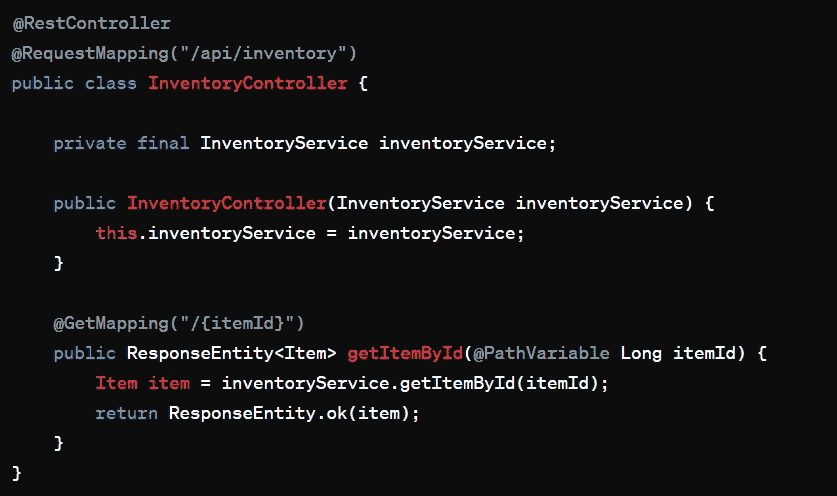 @RestController
@RequestMapping("/api/inventory")
public class InventoryController {
private final InventoryService inventoryService;
public InventoryController(InventoryService inventoryService) {
this.inventoryService = inventoryService;
}
@GetMapping("/{itemId}")
public ResponseEntity<Item> getItemById(@PathVariable Long itemId) {
Item item = inventoryService.getItemById(itemId);
return ResponseEntity.ok(item);
}
}